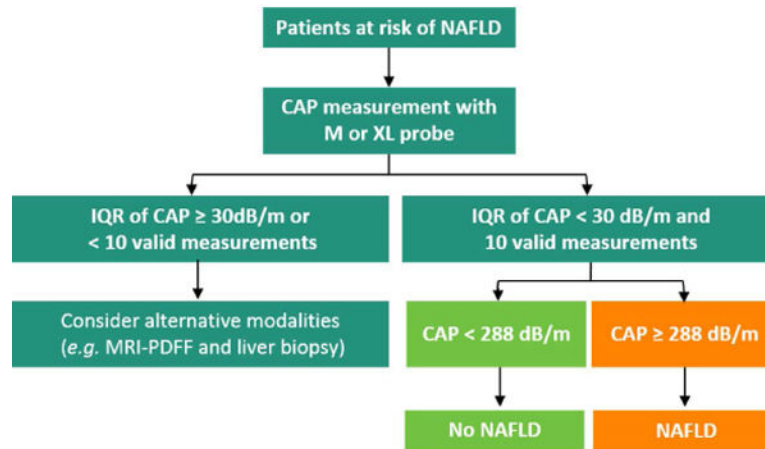 Patients at risk of NAFLD
CAP measurement with
M or XL probe
IQR of CAP ≥ 30dB/m or
< 10 valid measurements
IQR of CAP < 30 dB/m and
10 valid measurements
Consider alternative modalities
(e.g. MRI-PDFF and liver biopsy)
CAP < 288 dB/m
CAP ≥ 288 dB/m
No NAFLD
NAFLD